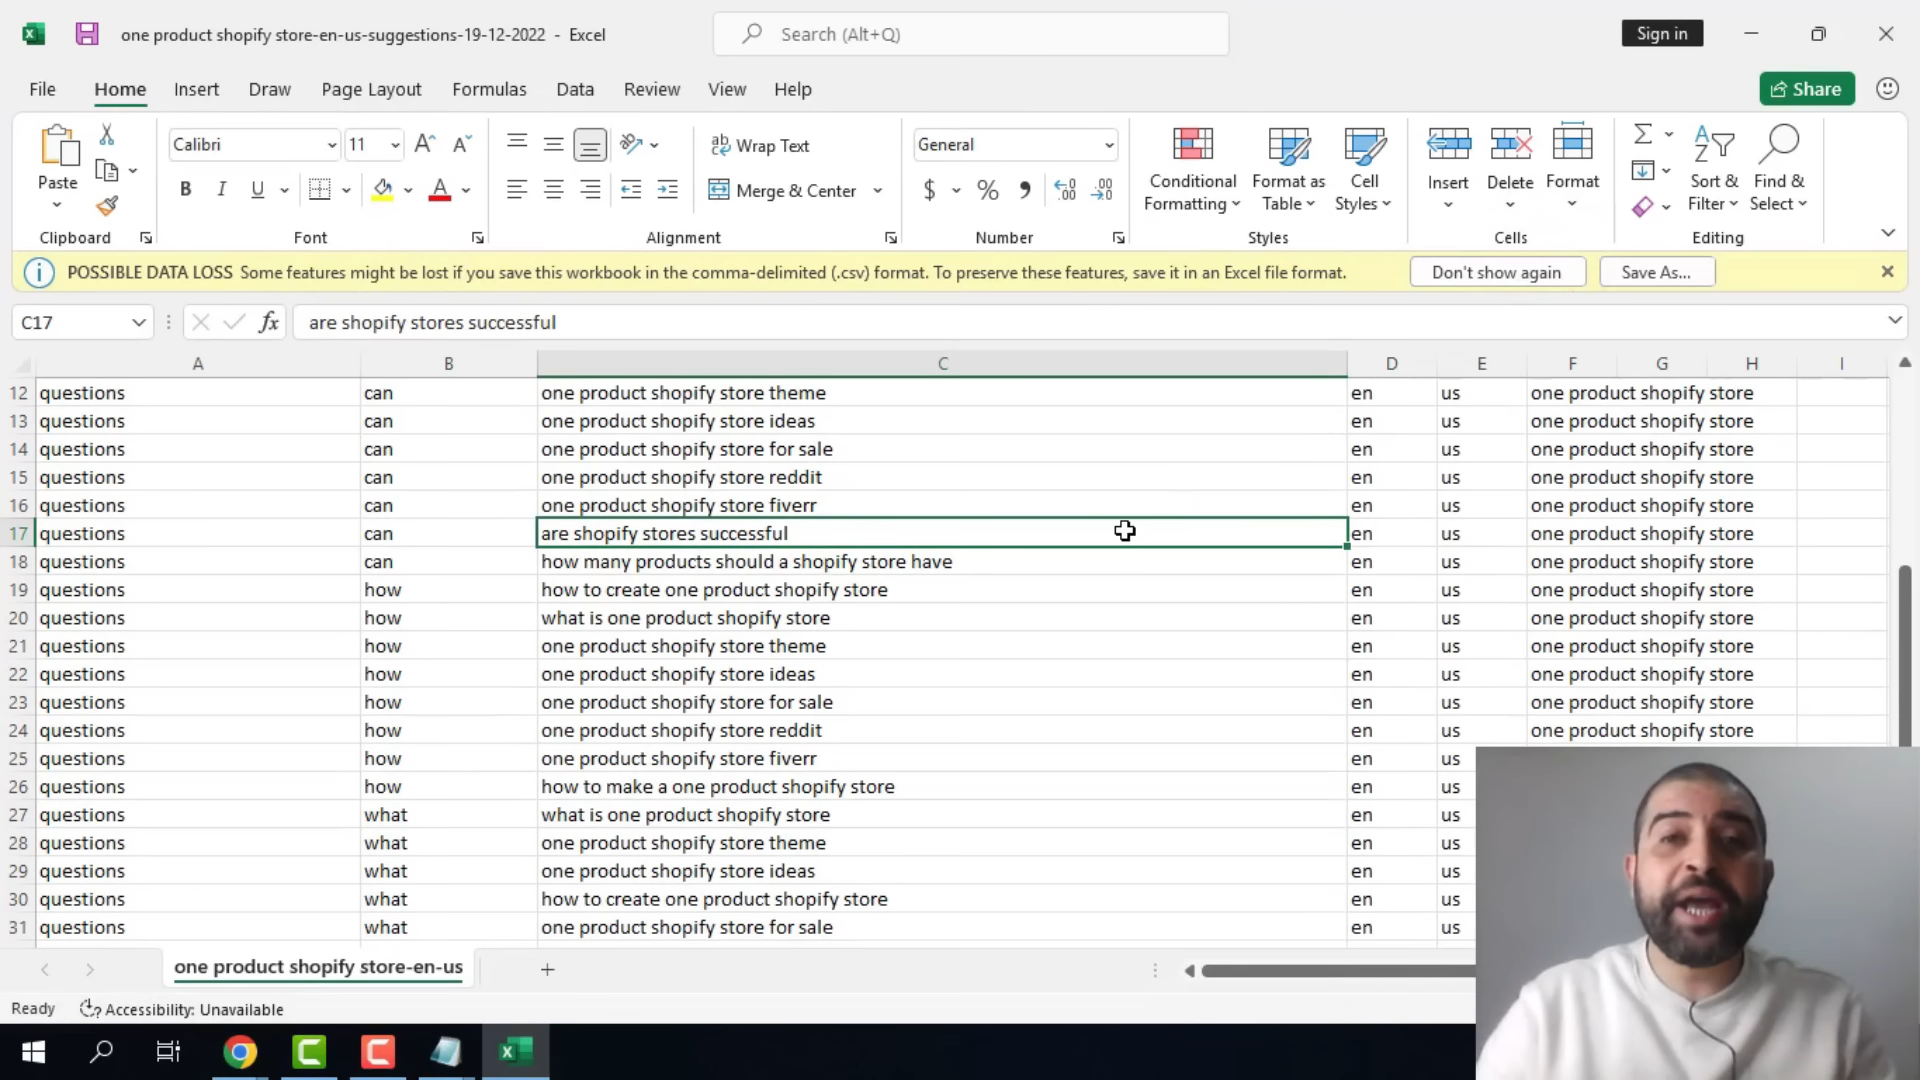 one product shopify store-en-us-suggestions-19-12-2022 - Excel
Search (Alt+Q)
Sign in
File Home Insert Draw Page Layout Formulas Data Review View Help
Share
Paste
Calibri 11
Wrap Text
General
Merge & Center
Conditional Formatting
Format as Table
Cell Styles
Insert
Delete
Format
Sort & Filter
Find & Select
Clipboard Font Alignment Number Styles Cells Editing
POSSIBLE DATA LOSS Some features might be lost if you save this workbook in the comma-delimited (.csv) format. To preserve these features, save it in an Excel file format.
Don't show again
Save As...
C17
fx
are shopify stores successful
A B C D E F G H I
12 questions can one product shopify store theme en us one product shopify store
13 questions can one product shopify store ideas en us one product shopify store
14 questions can one product shopify store for sale en us one product shopify store
15 questions can one product shopify store reddit en us one product shopify store
16 questions can one product shopify store fiverr en us one product shopify store
17 questions can are shopify stores successful en us one product shopify store
18 questions can how many products should a shopify store have en us one product shopify store
19 questions how how to create one product shopify store en us one product shopify store
20 questions how what is one product shopify store en us one product shopify store
21 questions how one product shopify store theme en us one product shopify store
22 questions how one product shopify store ideas en us one product shopify store
23 questions how one product shopify store for sale en us one product shopify store
24 questions how one product shopify store reddit en us one product shopify store
25 questions how one product shopify store fiverr en us
26 questions how how to make a one product shopify store en us
27 questions what what is one product shopify store en us
28 questions what one product shopify store theme en us
29 questions what one product shopify store ideas en us
30 questions what how to create one product shopify store en us
31 questions what one product shopify store for sale en us
one product shopify store-en-us
Ready
Accessibility: Unavailable